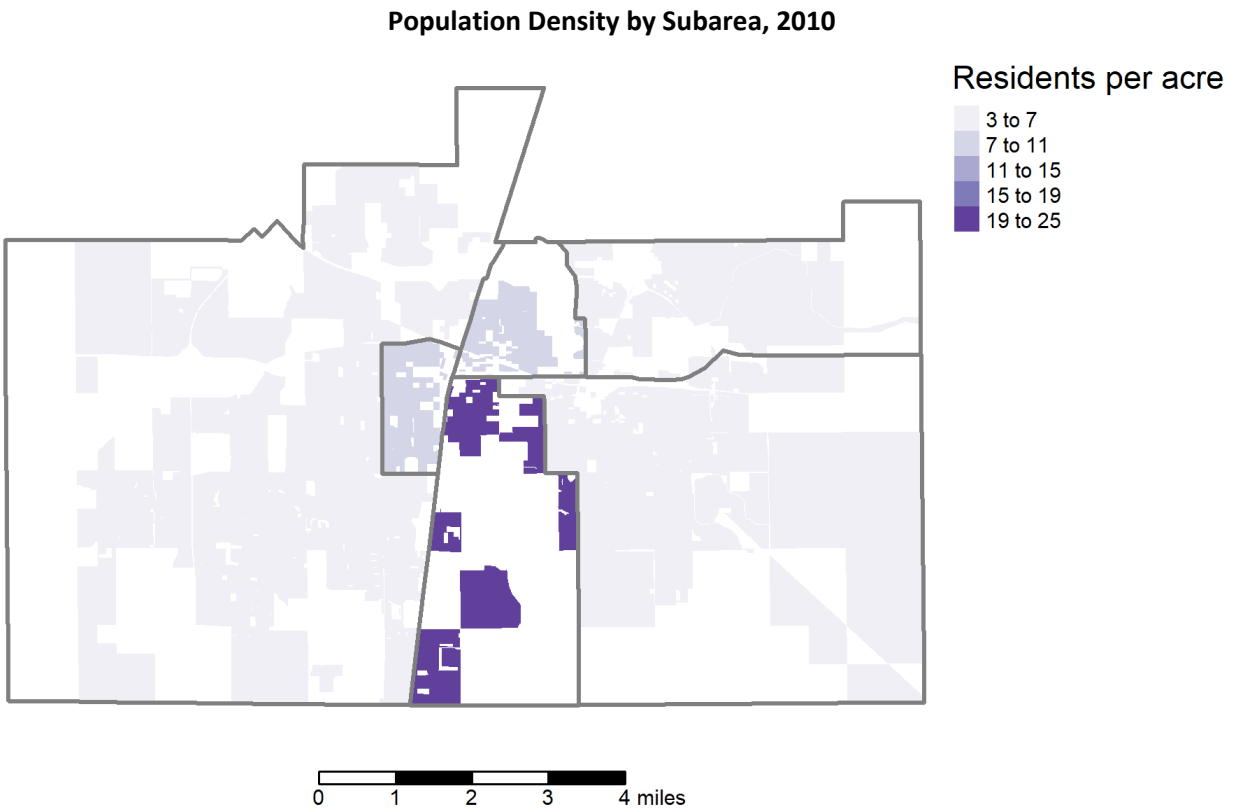 Population Density by Subarea, 2010
Residents per acre
3 to 7
7 to 11
11 to 15
15 to 19
19 to 25
0 1 2 3 4 miles